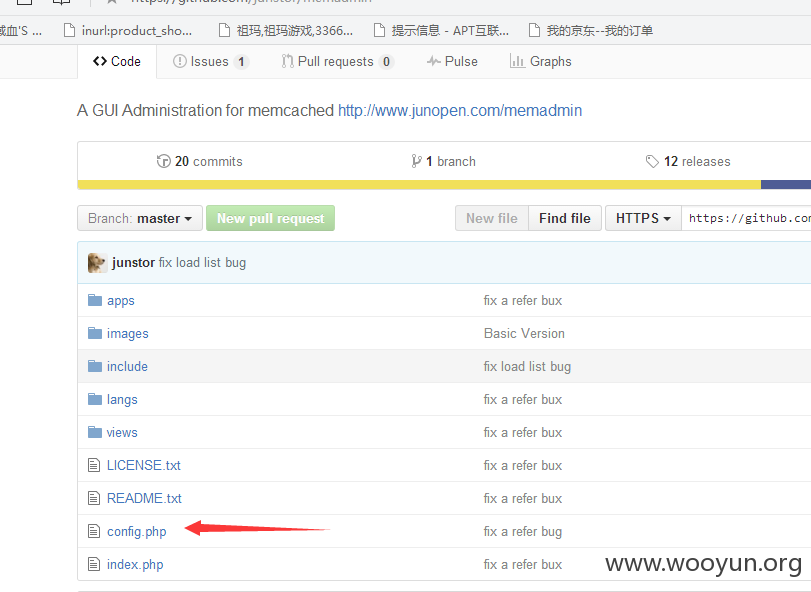 https://github.com/junstor/memadmin
城血'S ... inurl:product_sho... 祖玛,祖玛游戏,3366... 提示信息 - APT互联... 我的京东--我的订单
Code Issues 1 Pull requests 0 Pulse Graphs
A GUI Administration for memcached http://www.junopen.com/memadmin
20 commits 1 branch 12 releases
Branch: master New pull request New file Find file HTTPS https://github.com
junstor fix load list bug
apps fix a refer bux
images Basic Version
include fix load list bug
langs fix a refer bux
views fix a refer bux
LICENSE.txt fix a refer bux
README.txt fix a refer bux
config.php fix a refer bug
index.php fix a refer bux
www.wooyun.org